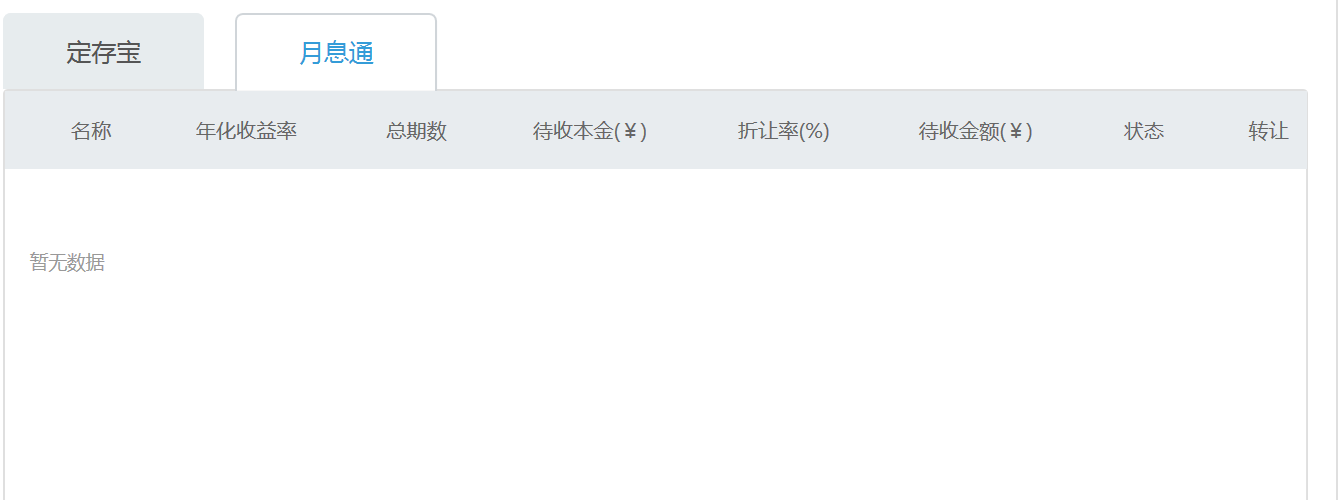 定存宝 月息通
名称 年化收益率 总期数 待收本金(￥) 折让率(%) 待收金额(￥) 状态 转让
暂无数据